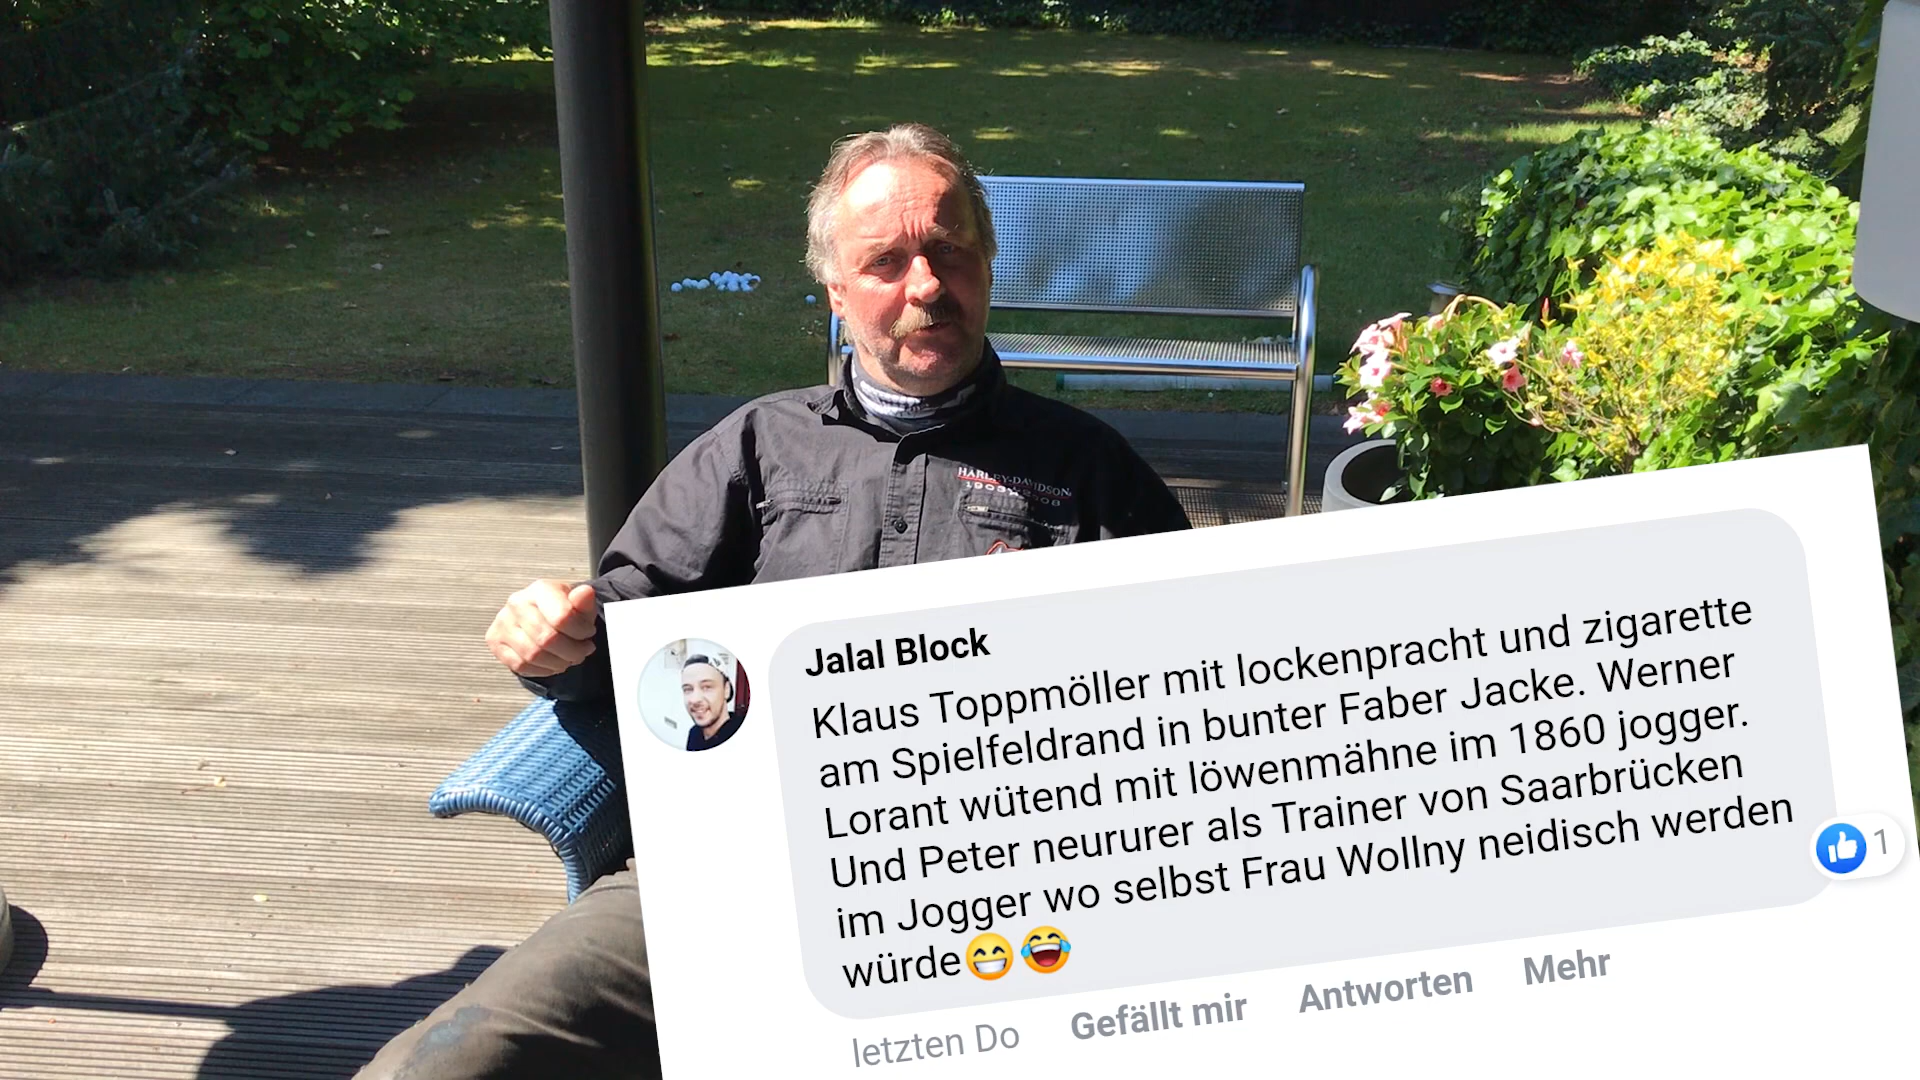 HARLEY-DAVIDSON
1903 2008
Jalal Block
Klaus Toppmöller mit lockenpracht und zigarette
am Spielfeldrand in bunter Faber Jacke. Werner
Lorant wütend mit löwenmähne im 1860 jogger.
Und Peter neururer als Trainer von Saarbrücken
im Jogger wo selbst Frau Wollny neidisch werden
würde😁😂
1
letzten Do Gefällt mir Antworten Mehr